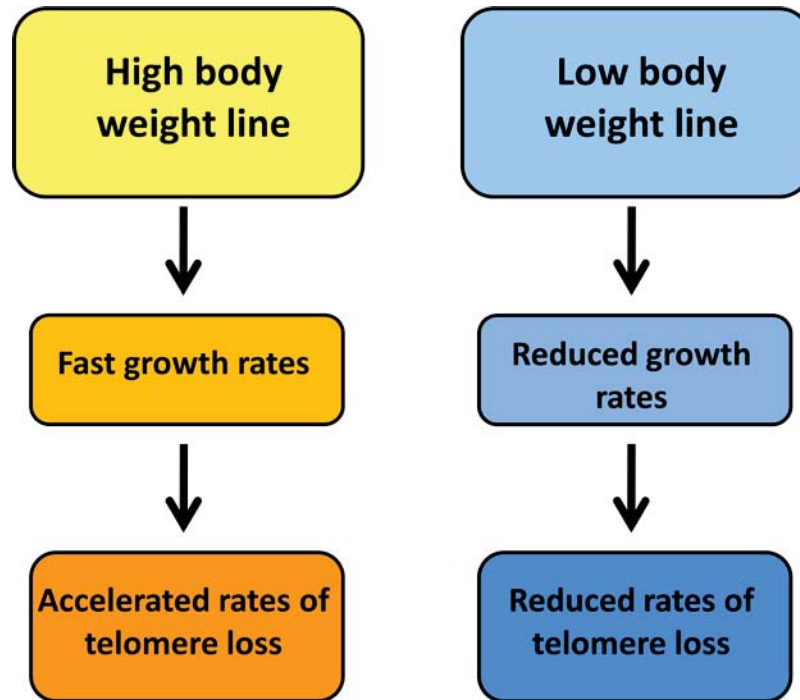 High body
weight line
Low body
weight line
Fast growth rates
Reduced growth
rates
Accelerated rates of
telomere loss
Reduced rates of
telomere loss